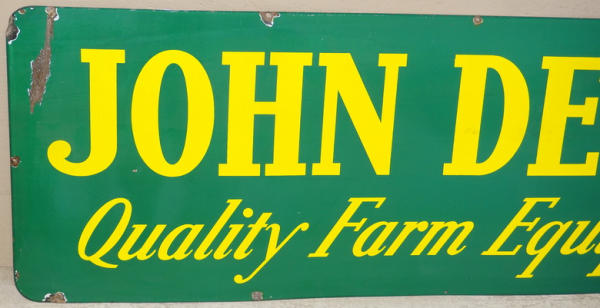 JOHN DE
Quality Farm Equ